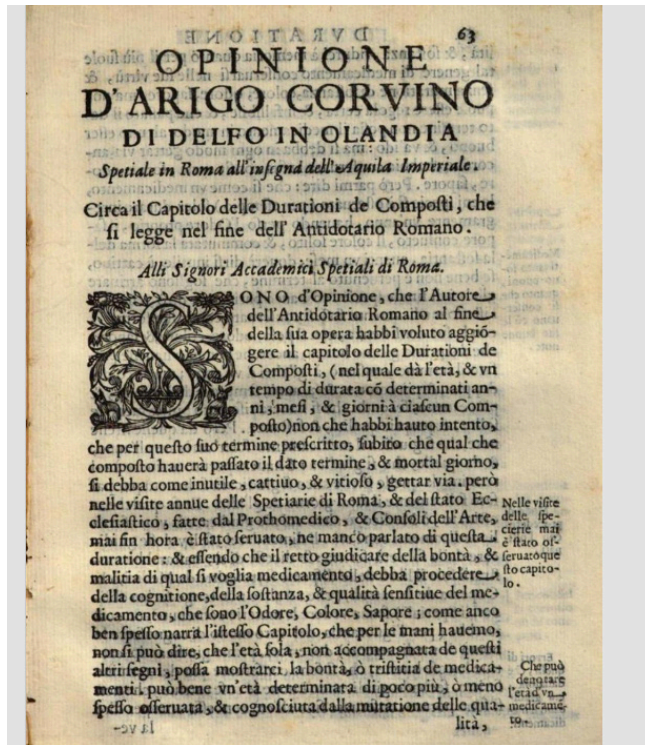 63
OPINIONE
D'ARIGO CORVINO
DI DELFO IN OLANDIA
Spetiale in Roma all'insegna dell'Aquila Imperiale.
Circa il Capitolo delle Durationi de Composti, che
si legge nel fine dell'Antidotario Romano.
Alli Signori Accademici Spetiali di Roma.
SONO d'Opinione, che l'Autore
dell'Antidotario Romano al fine
della sua opera habbi voluto aggiõ-
gere il capitolo delle Durationi de
Composti, (nel quale dà l'età, & vn
tempo di durata cõ determinati an-
ni, mesi, & giorni à ciascun Com-
posto) non che habbi hauto intento,
che per questo suo termine prescritto, subito che qual che
composto hauerà passato il dato termine, & mortal giorno,
si debba come inutile, cattiuo, & vitioso, gettar via. però
nelle visite annue delle Spetiarie di Roma, & del stato Ec-
clesiastico, fatte dal Prothomedico, & Consoli dell'Arte,
mai fin hora è stato seruato, ne manco parlato di questa
duratione: & essendo che il retto giudicare della bontà, &
malitia di qual si voglia medicamento, debba procedere
della cognitione, della sostanza, & qualità sensitiue del me-
dicamento, che sono l'Odore, Colore, Sapore; come anco
ben spesso narra l'istesso Capitolo, che per le mani hauemo,
non si può dire, che l'età sola, non accompagnata de questi
altri segni, possa mostrarci la bontà, ò tristitia de medica-
menti. può bene vn'età determinata di poco più, ò meno
spesso osseruata, & cognosciuta dalla mutatione delle qua-
lità,
Nelle visite
delle spe-
cierie mai
è stato os-
seruato que
sto capito-
lo.
Che può
denotare
l'età d'vn
medicamẽ-
to.